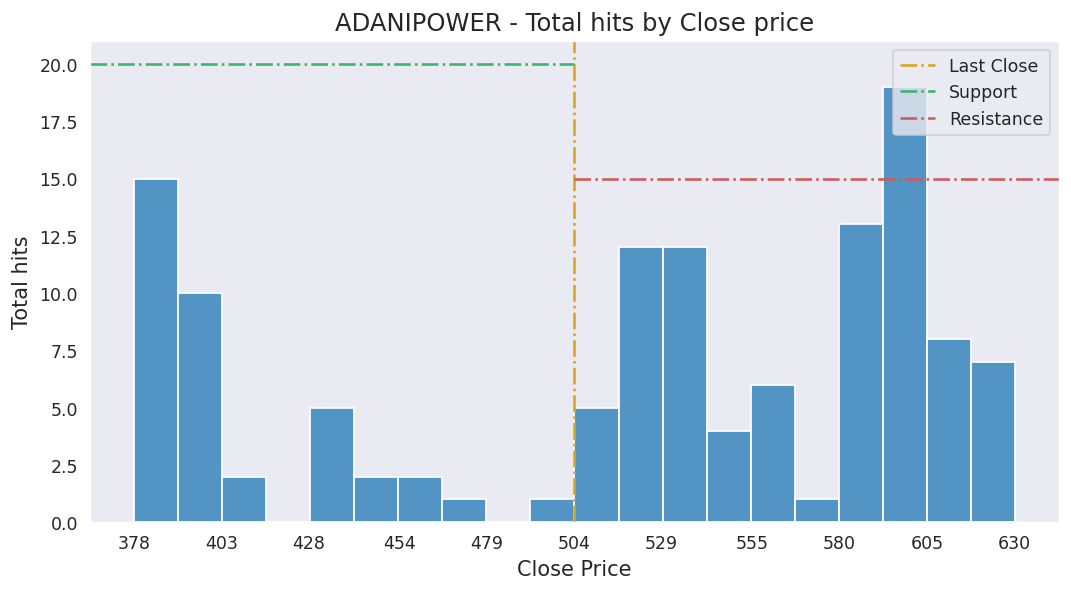 ADANIPOWER - Total hits by Close price
Last Close
Support
Resistance
Total hits
20.0
17.5
15.0
12.5
10.0
7.5
5.0
2.5
0.0
378 403 428 454 479 504 529 555 580 605 630
Close Price